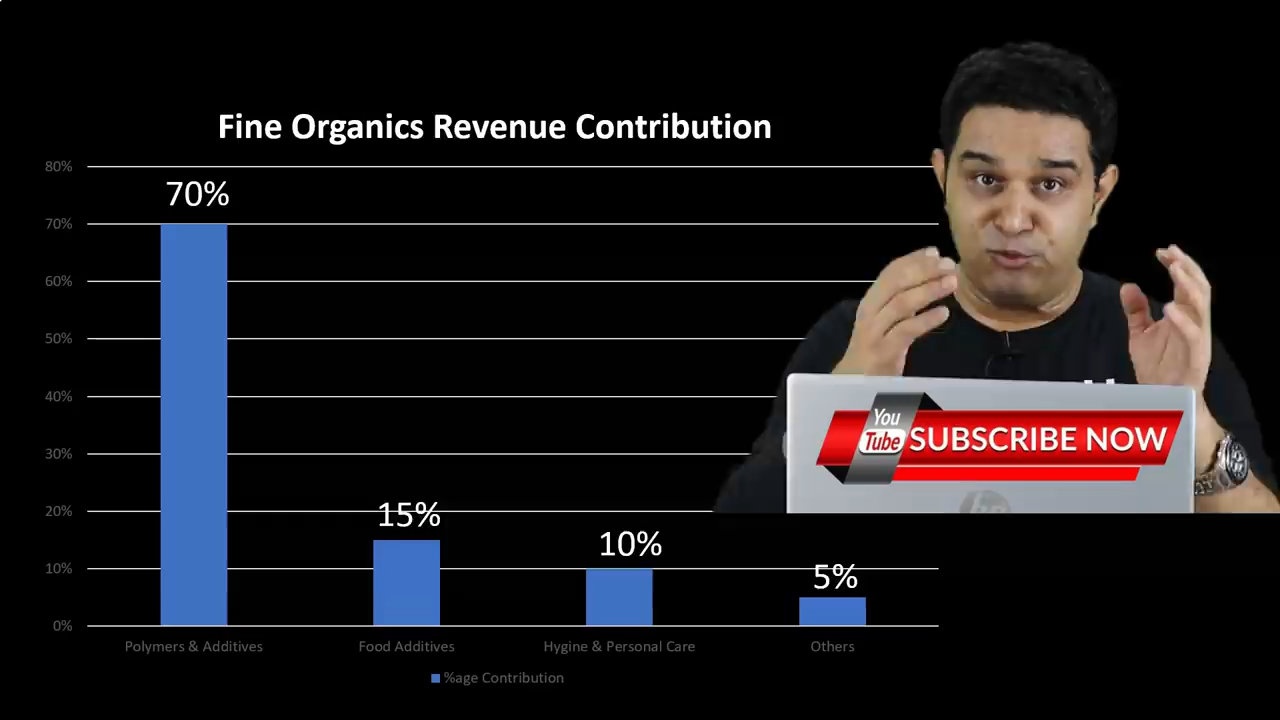 Fine Organics Revenue Contribution
80%
70%
70%
60%
50%
40%
30%
20%
10%
0%
15%
10%
5%
Polymers & Additives
Food Additives
Hygine & Personal Care
Others
%age Contribution
You
Tube
SUBSCRIBE NOW
hp